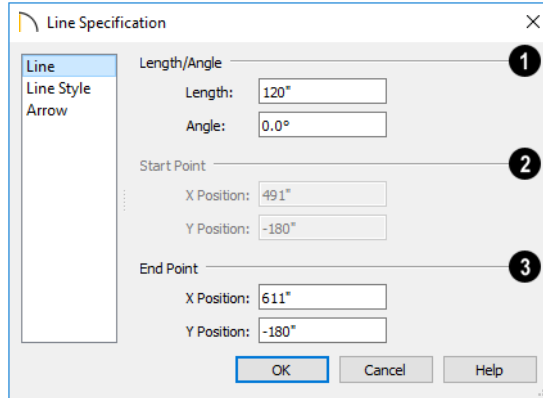 Line Specification
Line
Line Style
Arrow
Length/Angle 1
Length: 120"
Angle: 0.0°
Start Point 2
X Position: 491"
Y Position: -180"
End Point 3
X Position: 611"
Y Position: -180"
OK Cancel Help